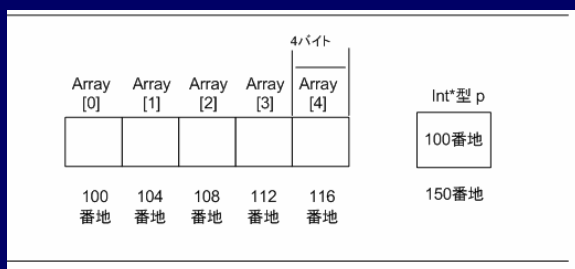 4バイト
Array Array Array Array Array
[0] [1] [2] [3] [4]
Int*型 p
100番地
100 104 108 112 116
番地 番地 番地 番地 番地
150番地